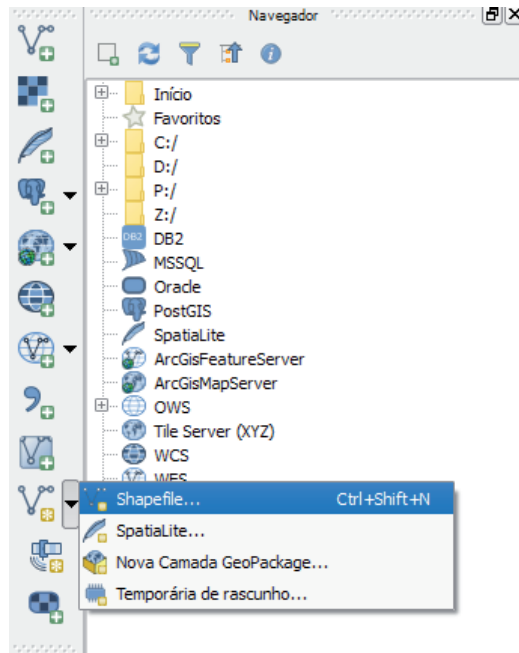 Navegador
Início
Favoritos
C:/
D:/
P:/
Z:/
DB2
DB2
MSSQL
Oracle
PostGIS
SpatiaLite
ArcGisFeatureServer
ArcGisMapServer
OWS
Tile Server (XYZ)
WCS
WFS
Shapefile... Ctrl+Shift+N
SpatiaLite...
Nova Camada GeoPackage...
Temporária de rascunho...